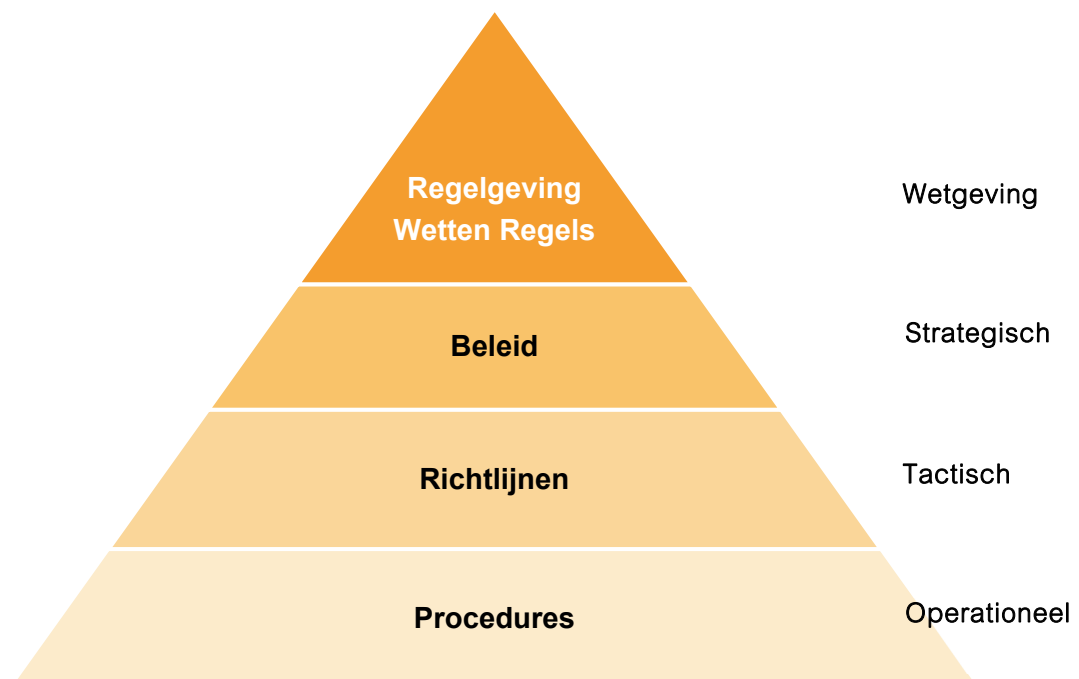 Regelgeving
Wetten Regels
Wetgeving
Beleid
Strategisch
Richtlijnen
Tactisch
Procedures
Operationeel